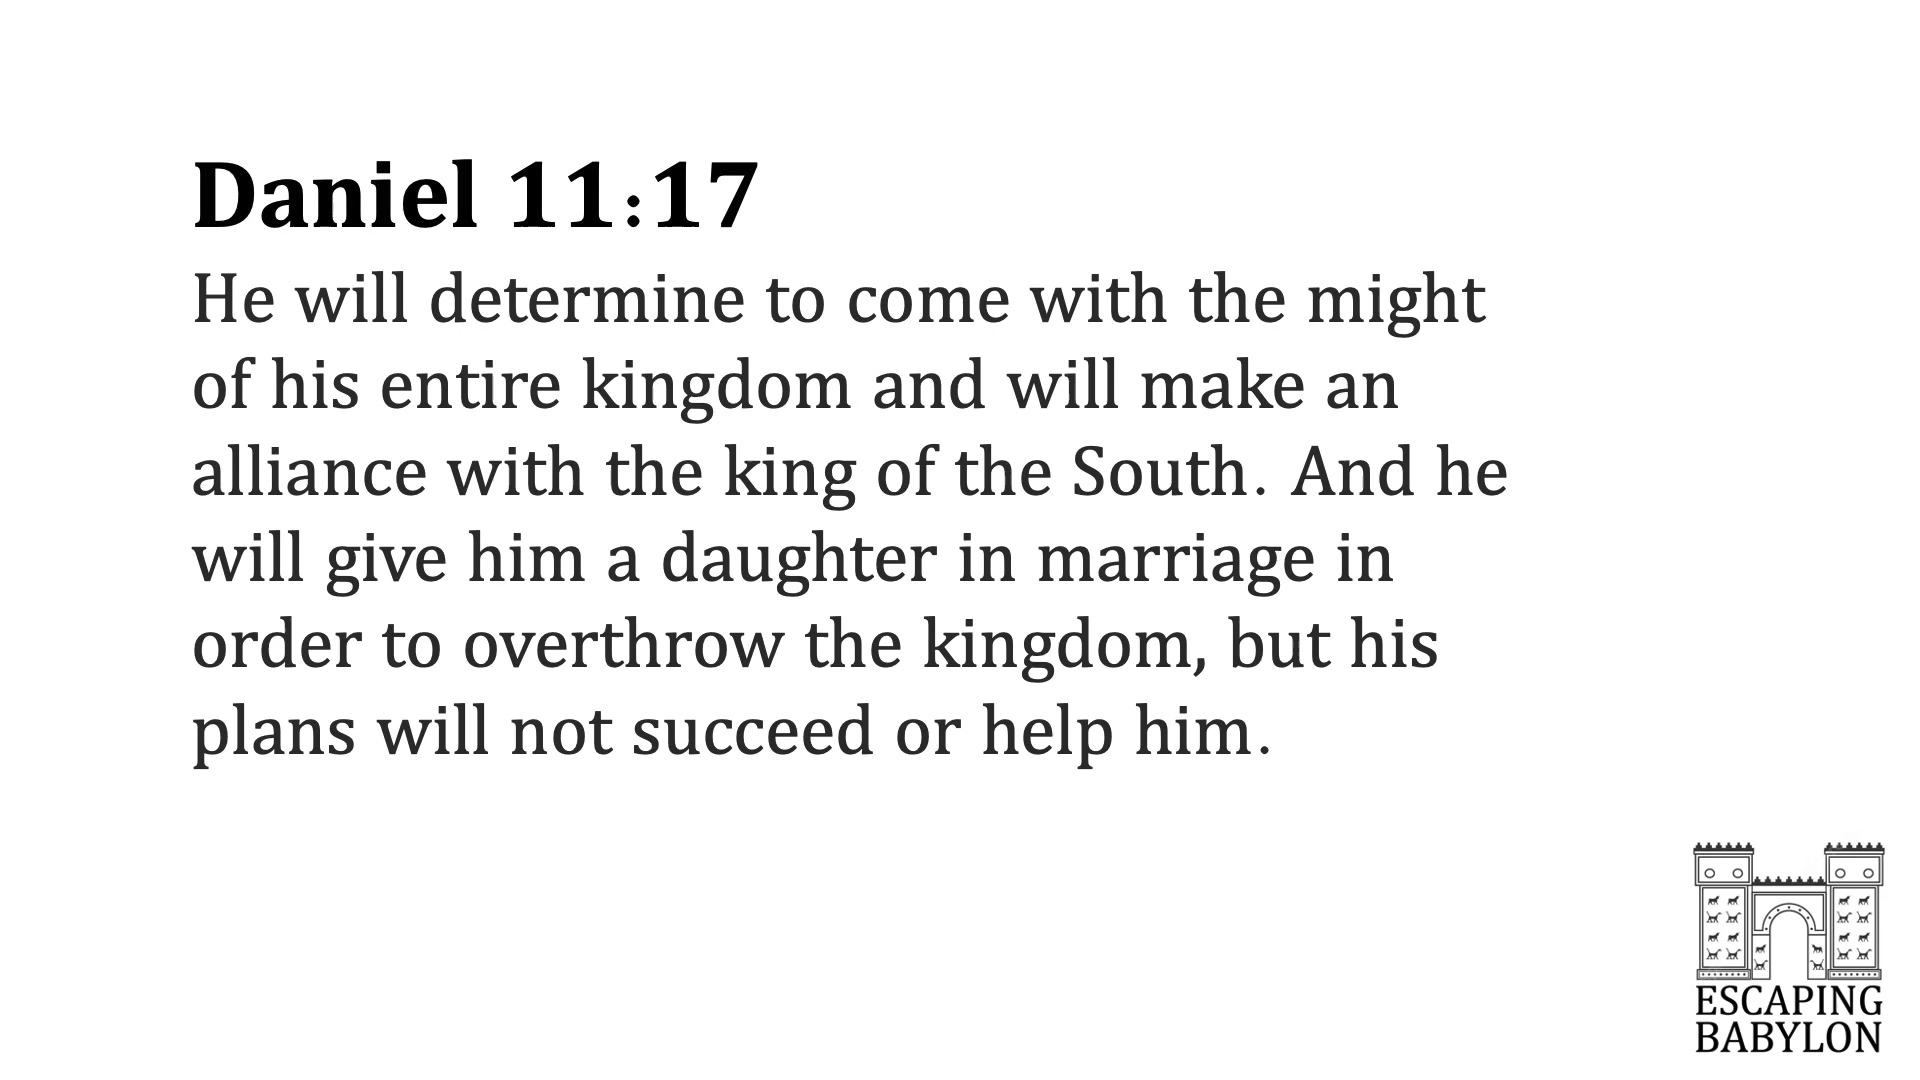 Daniel 11:17
He will determine to come with the might
of his entire kingdom and will make an
alliance with the king of the South. And he
will give him a daughter in marriage in
order to overthrow the kingdom, but his
plans will not succeed or help him.
ESCAPING
BABYLON